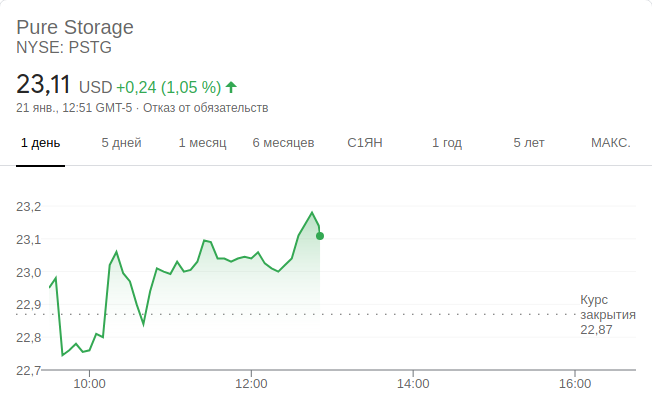 Pure Storage
NYSE: PSTG
23,11 USD +0,24 (1,05 %)
21 янв., 12:51 GMT-5 · Отказ от обязательств
1 день 5 дней 1 месяц 6 месяцев С1ЯН 1 год 5 лет МАКС.
23,2
23,1
23,0
22,9
22,8
22,7
Курс
закрытия
22,87
10:00 12:00 14:00 16:00